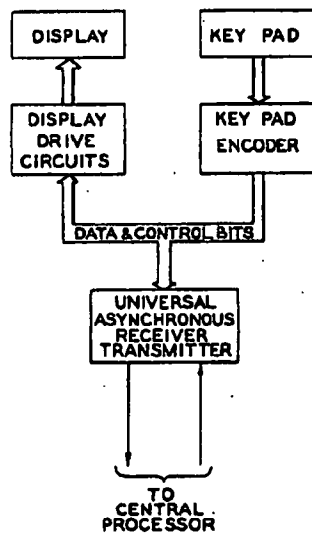 DISPLAY
KEY PAD
DISPLAY
DRIVE
CIRCUITS
KEY PAD
ENCODER
DATA & CONTROL BITS
UNIVERSAL
ASYNCHRONOUS
RECEIVER
TRANSMITTER
TO
CENTRAL
PROCESSOR